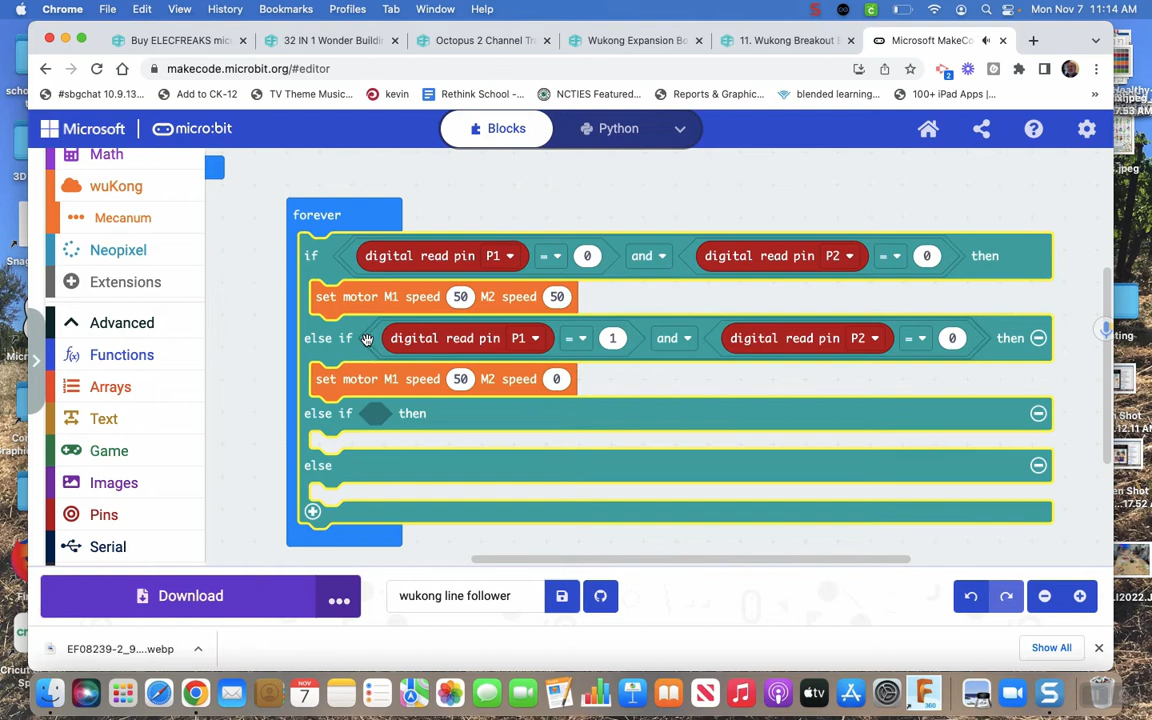 Chrome File Edit View History Bookmarks Profiles Tab Window Help Mon Nov 7 11:14 AM
Buy ELECFREAKS mic
32 IN 1 Wonder Buildin
Octopus 2 Channel Tr
Wukong Expansion Bo
11. Wukong Breakout B
Microsoft MakeCo
makecode.microbit.org/#editor
#sbgchat 10.9.13...
Add to CK-12
TV Theme Music...
kevin
Rethink School -...
NCTIES Featured...
Reports & Graphic...
blended learning...
100+ iPad Apps |...
Microsoft micro:bit Blocks Python
Math
wuKong
Mecanum
Neopixel
Extensions
Advanced
Functions
Arrays
Text
Game
Images
Pins
Serial
forever
if digital read pin P1 = 0 and digital read pin P2 = 0 then
set motor M1 speed 50 M2 speed 50
else if digital read pin P1 = 1 and digital read pin P2 = 0 then
set motor M1 speed 50 M2 speed 0
else if then
else
Download
wukong line follower
EF08239-2_9....webp
Show All